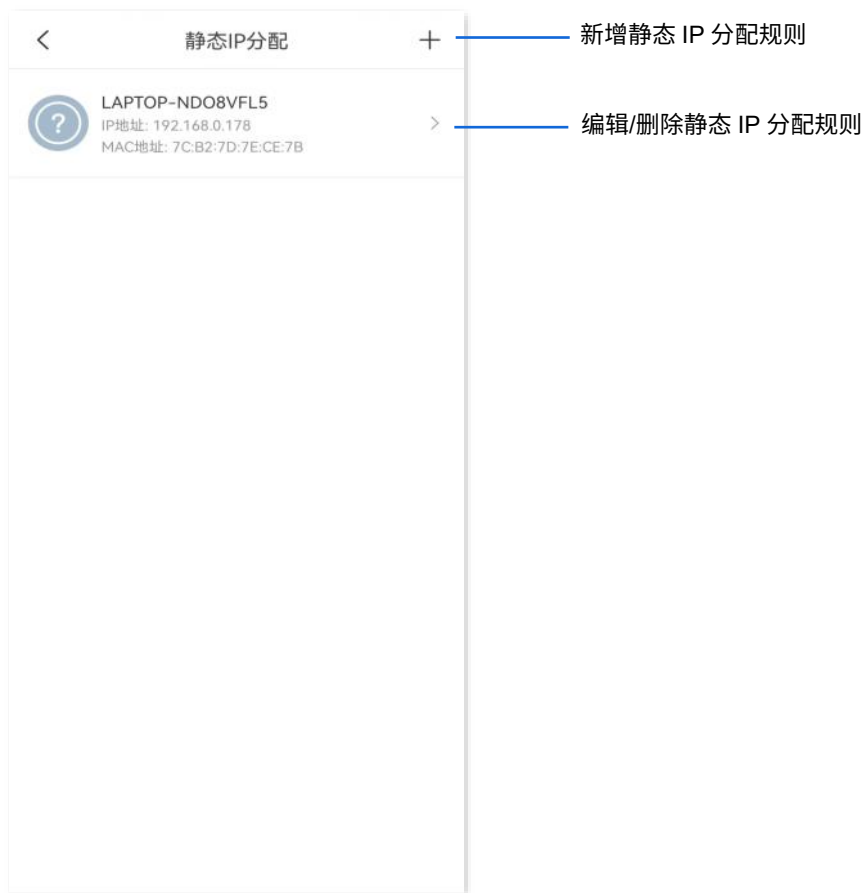 静态IP分配
新增静态 IP 分配规则
LAPTOP-NDO8VFL5
IP地址: 192.168.0.178
MAC地址: 7C:B2:7D:7E:CE:7B
编辑/删除静态 IP 分配规则